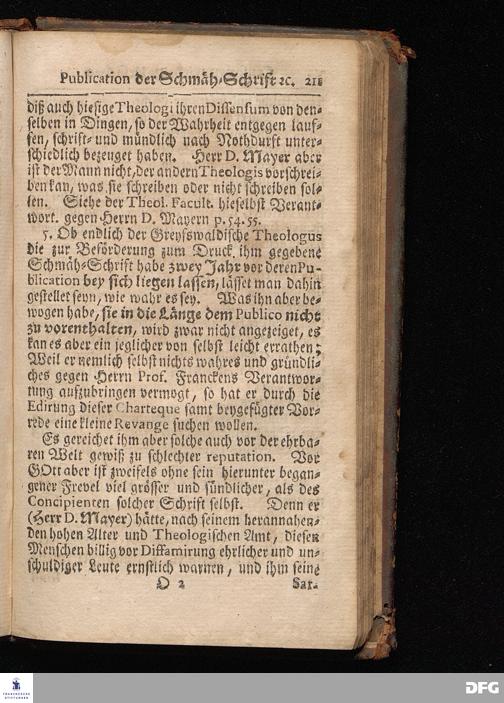 Publication der Schmäh-Schrifft ꝛc. 211
diß auch hiesige Theologi ihren Dissensum von den-
selben in Dingen, so der Wahrheit entgegen lauf-
fen, schrifft- und mündlich nach Nothdurft unter-
schiedlich bezeuget haben. Herr D. Mayer aber
ist der Mann nicht, der andern Theologis vorschrei-
ben kan, was sie schreiben oder nicht schreiben sol-
len. Siehe der Theol. Facult. hieselbst Verant-
wort. gegen Herrn D. Mayern p. 54. 55.
5. Ob endlich der Greyffswaldische Theologus
die zur Beförderung zum Druck ihm gegebene
Schmäh-Schrift habe zwey Jahr vor deren Pu-
blication bey sich liegen lassen, lässet man dahin
gestellet seyn, wie wahr es sey. Was ihn aber be-
wogen habe, sie in die Länge dem Publico nicht
zu vorenthalten, wird zwar nicht angezeiget, es
kan es aber ein jeglicher von selbst leicht errathen;
Weil er nemlich selbst nichts wahres und gründli-
ches gegen Herrn Prof. Franckens Verantwor-
tung aufzubringen vermogt, so hat er durch die
Edirung dieser Charteque samt beygefügter Vor-
rede eine kleine Revange suchen wollen.
Es gereichet ihm aber solche auch vor der ehrba-
ren Welt gewiß zu schlechter reputation. Vor
GOtt aber ist zweifels ohne sein hierunter began-
gener Frevel viel grösser und sündlicher, als des
Concipienten solcher Schrift selbst. Denn er
(Herr D. Mayer) hätte, nach seinem herannahen-
den hohen Alter und Theologischen Amt, diesen
Menschen billig vor Diffamirung ehrlicher und un-
schuldiger Leute ernstlich warnen, und ihm seine
O 2 Sar-
FRANCKESCHE
STIFTUNGEN
DFG